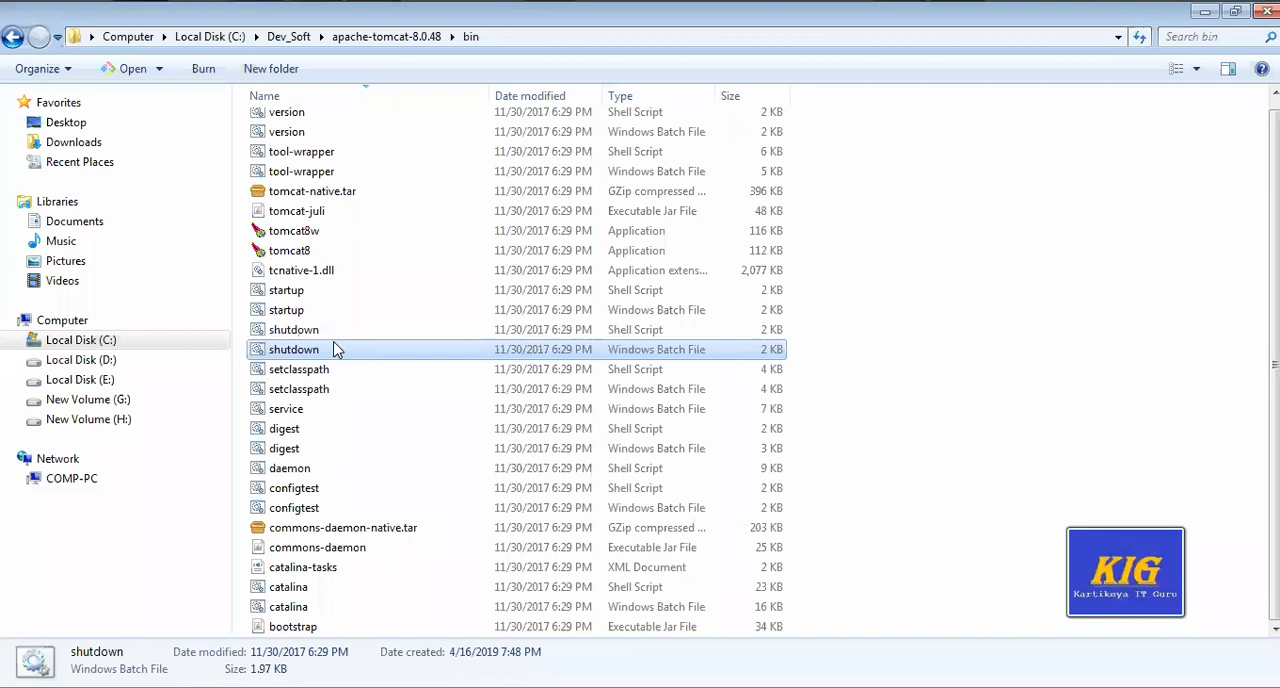 Computer Local Disk (C:) Dev_Soft apache-tomcat-8.0.48 bin Search bin
Organize Open Burn New folder
Name Date modified Type Size
Favorites
Desktop
Downloads
Recent Places
Libraries
Documents
Music
Pictures
Videos
Computer
Local Disk (C:)
Local Disk (D:)
Local Disk (E:)
New Volume (G:)
New Volume (H:)
Network
COMP-PC
version 11/30/2017 6:29 PM Shell Script 2 KB
version 11/30/2017 6:29 PM Windows Batch File 2 KB
tool-wrapper 11/30/2017 6:29 PM Shell Script 6 KB
tool-wrapper 11/30/2017 6:29 PM Windows Batch File 5 KB
tomcat-native.tar 11/30/2017 6:29 PM GZip compressed ... 396 KB
tomcat-juli 11/30/2017 6:29 PM Executable Jar File 48 KB
tomcat8w 11/30/2017 6:29 PM Application 116 KB
tomcat8 11/30/2017 6:29 PM Application 112 KB
tcnative-1.dll 11/30/2017 6:29 PM Application extens... 2,077 KB
startup 11/30/2017 6:29 PM Shell Script 2 KB
startup 11/30/2017 6:29 PM Windows Batch File 2 KB
shutdown 11/30/2017 6:29 PM Shell Script 2 KB
shutdown 11/30/2017 6:29 PM Windows Batch File 2 KB
setclasspath 11/30/2017 6:29 PM Shell Script 4 KB
setclasspath 11/30/2017 6:29 PM Windows Batch File 4 KB
service 11/30/2017 6:29 PM Windows Batch File 7 KB
digest 11/30/2017 6:29 PM Shell Script 2 KB
digest 11/30/2017 6:29 PM Windows Batch File 3 KB
daemon 11/30/2017 6:29 PM Shell Script 9 KB
configtest 11/30/2017 6:29 PM Shell Script 2 KB
configtest 11/30/2017 6:29 PM Windows Batch File 2 KB
commons-daemon-native.tar 11/30/2017 6:29 PM GZip compressed ... 203 KB
commons-daemon 11/30/2017 6:29 PM Executable Jar File 25 KB
catalina-tasks 11/30/2017 6:29 PM XML Document 2 KB
catalina 11/30/2017 6:29 PM Shell Script 23 KB
catalina 11/30/2017 6:29 PM Windows Batch File 16 KB
bootstrap 11/30/2017 6:29 PM Executable Jar File 34 KB
KIG
Kartikeya IT Guru
shutdown Date modified: 11/30/2017 6:29 PM Date created: 4/16/2019 7:48 PM
Windows Batch File Size: 1.97 KB